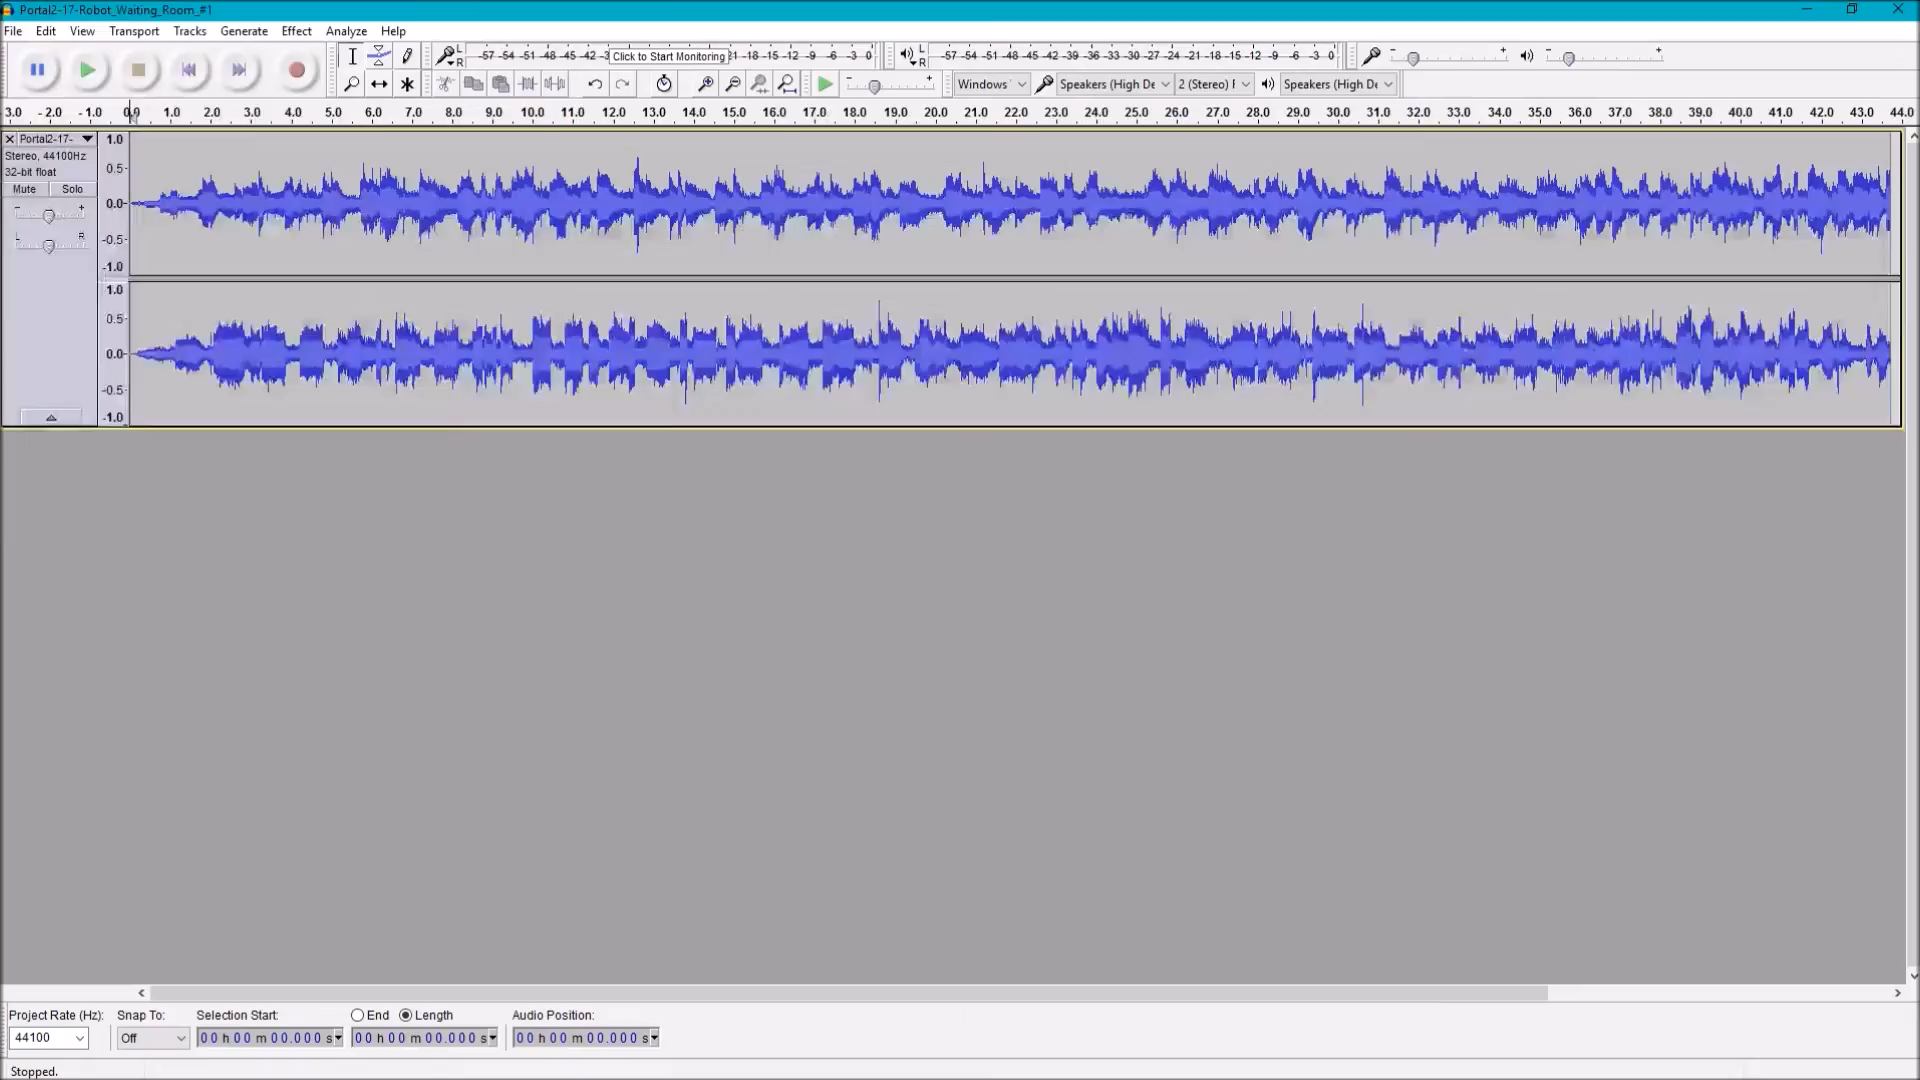 Portal2-17-Robot_Waiting_Room_#1
File Edit View Transport Tracks Generate Effect Analyze Help
L
R
-57 -54 -51 -48 -45 -42 Click to Start Monitoring -18 -15 -12 -9 -6 -3 0
L
R
-57 -54 -51 -48 -45 -42 -39 -36 -33 -30 -27 -24 -21 -18 -15 -12 -9 -6 -3 0
- +
- +
- +
Windows
Speakers (High De
2 (Stereo)
Speakers (High De
3.0 -2.0 -1.0 0.0 1.0 2.0 3.0 4.0 5.0 6.0 7.0 8.0 9.0 10.0 11.0 12.0 13.0 14.0 15.0 16.0 17.0 18.0 19.0 20.0 21.0 22.0 23.0 24.0 25.0 26.0 27.0 28.0 29.0 30.0 31.0 32.0 33.0 34.0 35.0 36.0 37.0 38.0 39.0 40.0 41.0 42.0 43.0 44.0
Portal2-17-
Stereo, 44100Hz
32-bit float
Mute Solo
- +
L R
1.0
0.5-
0.0-
-0.5-
-1.0
1.0
0.5-
0.0-
-0.5-
-1.0
Project Rate (Hz): Snap To: Selection Start: End Length Audio Position:
44100 Off 00 h 00 m 00.000 s 00 h 00 m 00.000 s 00 h 00 m 00.000 s
Stopped.